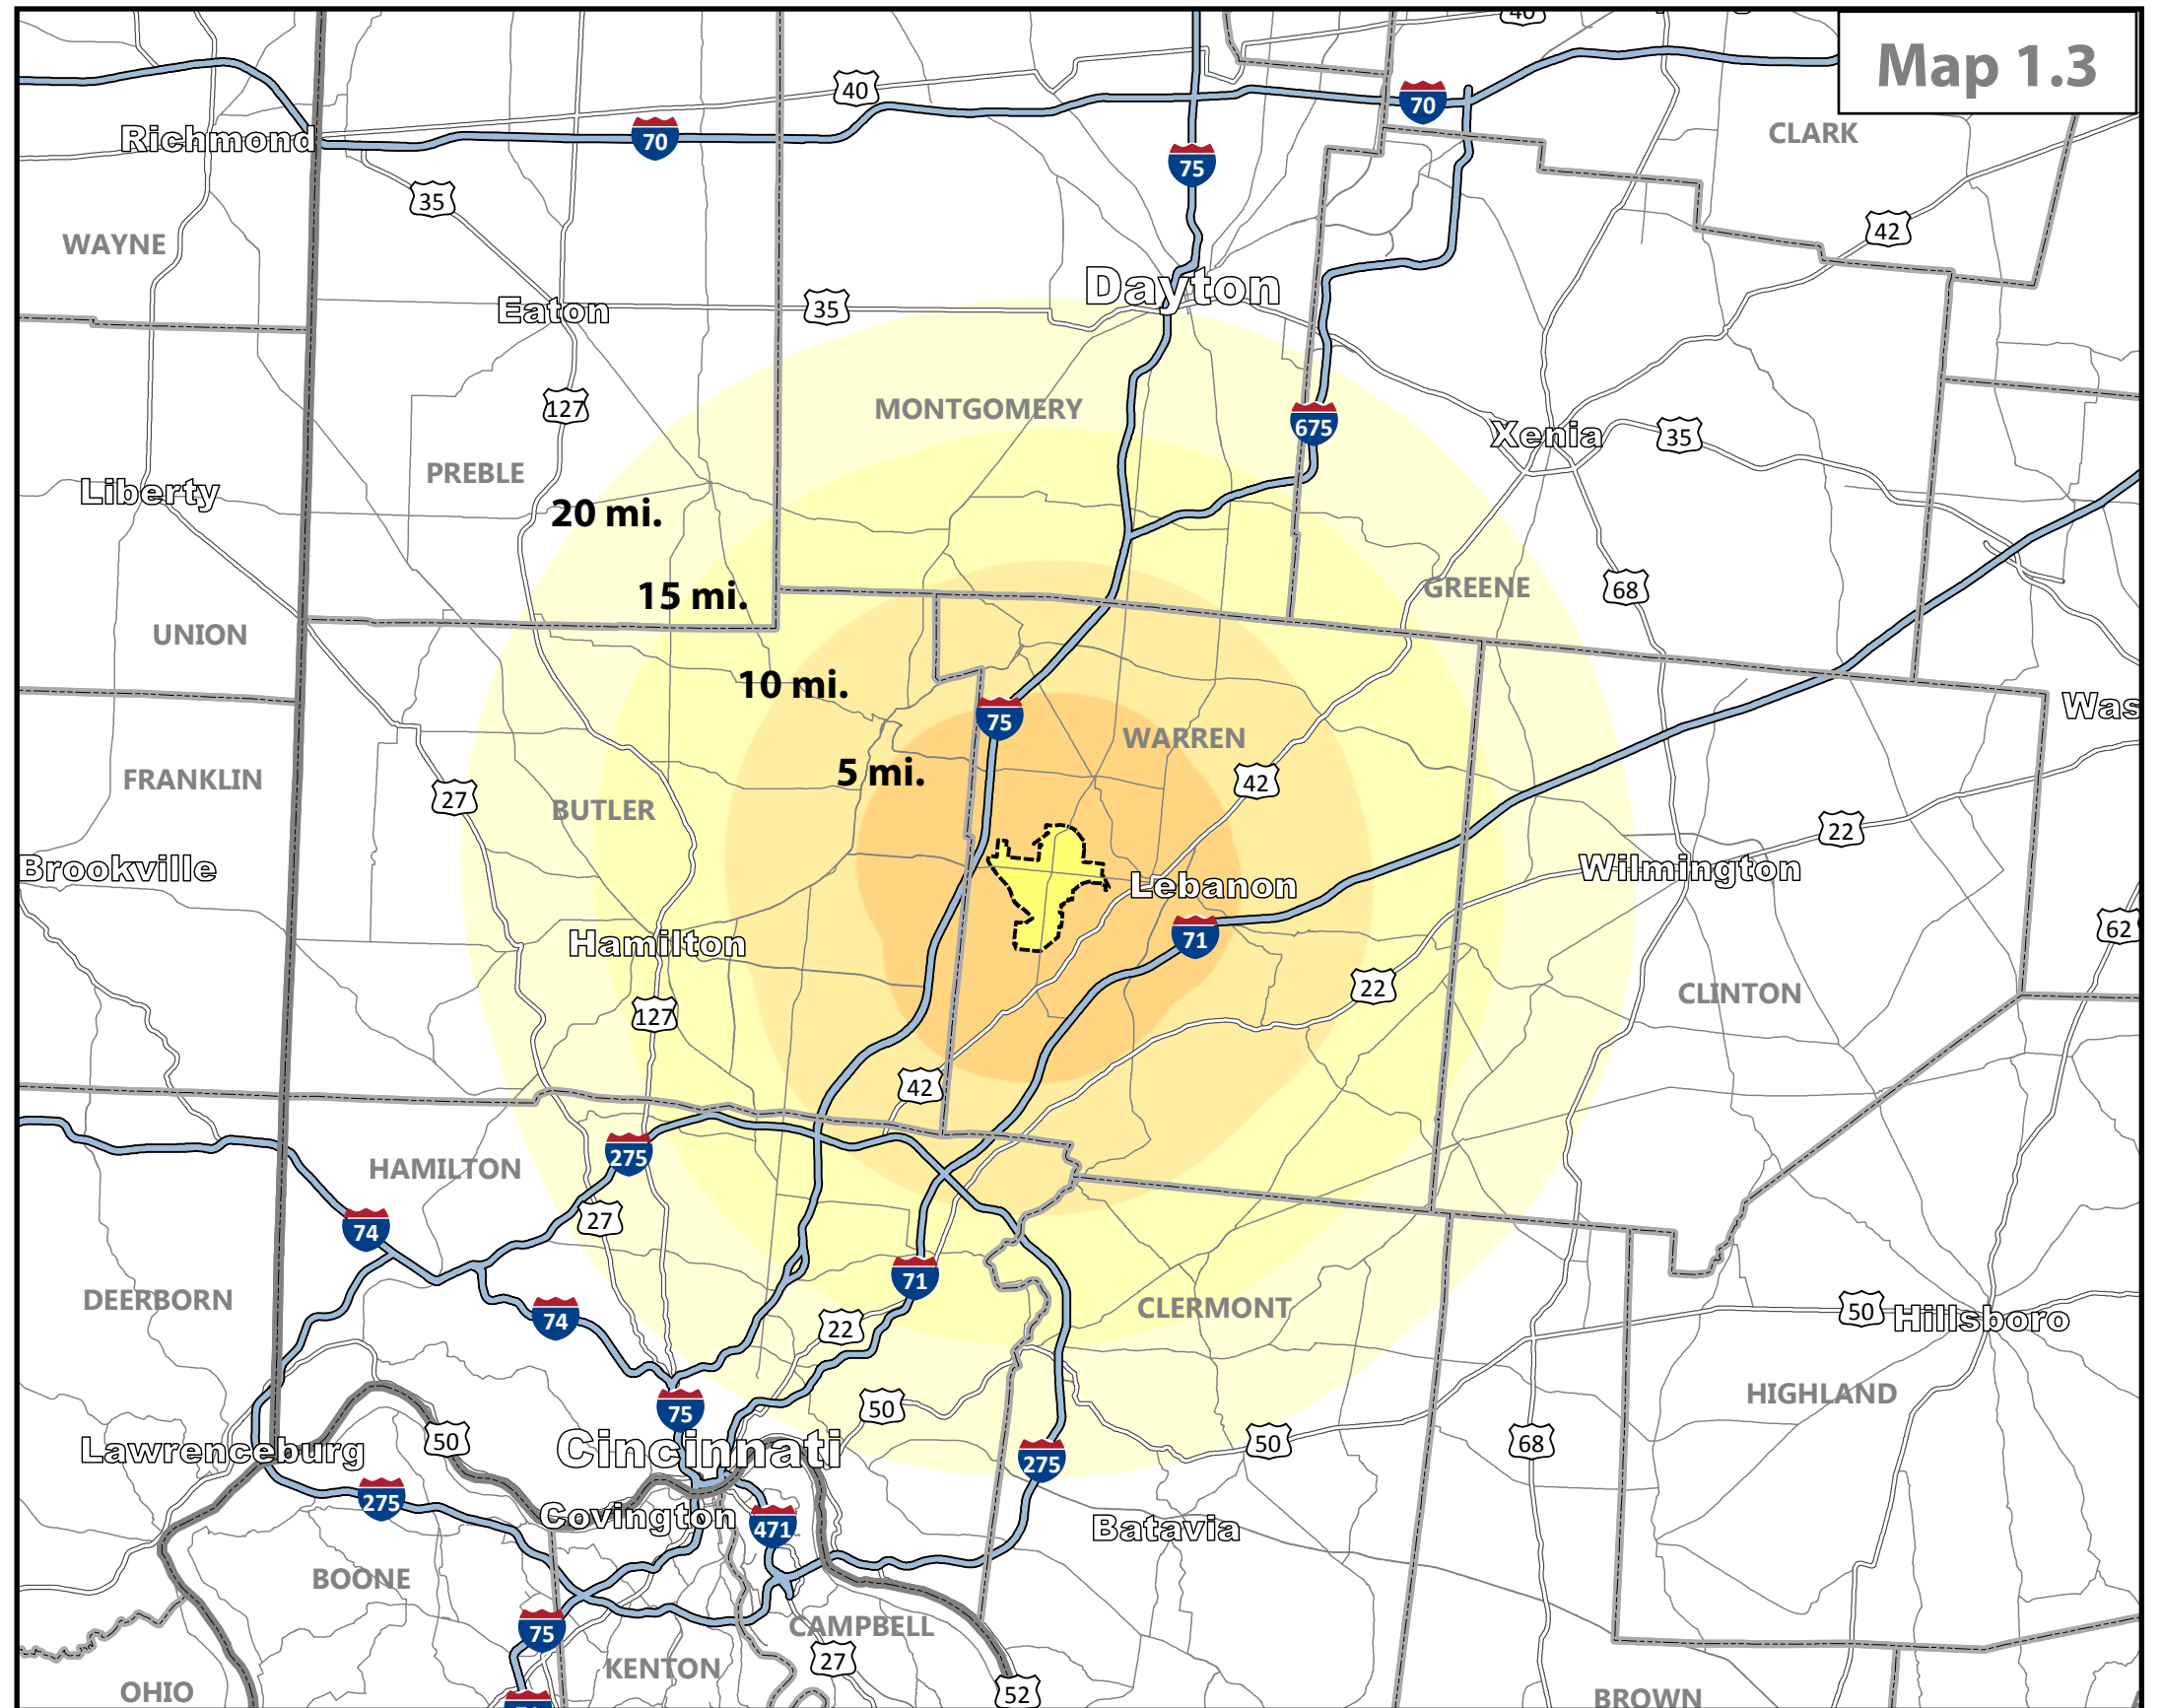 40
Map 1.3
40
70
70
CLARK
Richmond
75
35
42
WAYNE
Dayton
Eaton
35
127
MONTGOMERY
675
Xenia
35
PREBLE
Liberty
20 mi.
GREENE
68
15 mi.
UNION
10 mi.
75
Was
WARREN
5 mi.
42
FRANKLIN
27
BUTLER
22
Brookville
Wilmington
Lebanon
62
Hamilton
71
22
CLINTON
127
42
275
HAMILTON
27
74
71
DEERBORN
CLERMONT
50
Hillsboro
74
22
HIGHLAND
75
50
50
Lawrenceburg
Cincinnati
50
68
275
275
Covington
471
Batavia
BOONE
75
CAMPBELL
27
KENTON
OHIO
52
BROWN